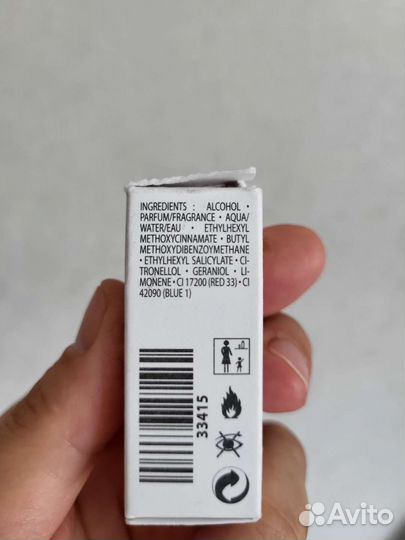 INGREDIENTS : ALCOHOL •
PARFUM/FRAGRANCE • AQUA/
WATER/EAU • ETHYLHEXYL
METHOXYCINNAMATE • BUTYL
METHOXYDIBENZOYMETHANE
• ETHYLHEXYL SALICYLATE • CI-
TRONELLOL • GERANIOL • LI-
MONENE • CI 17200 (RED 33) • CI
42090 (BLUE 1)
33415
Avito